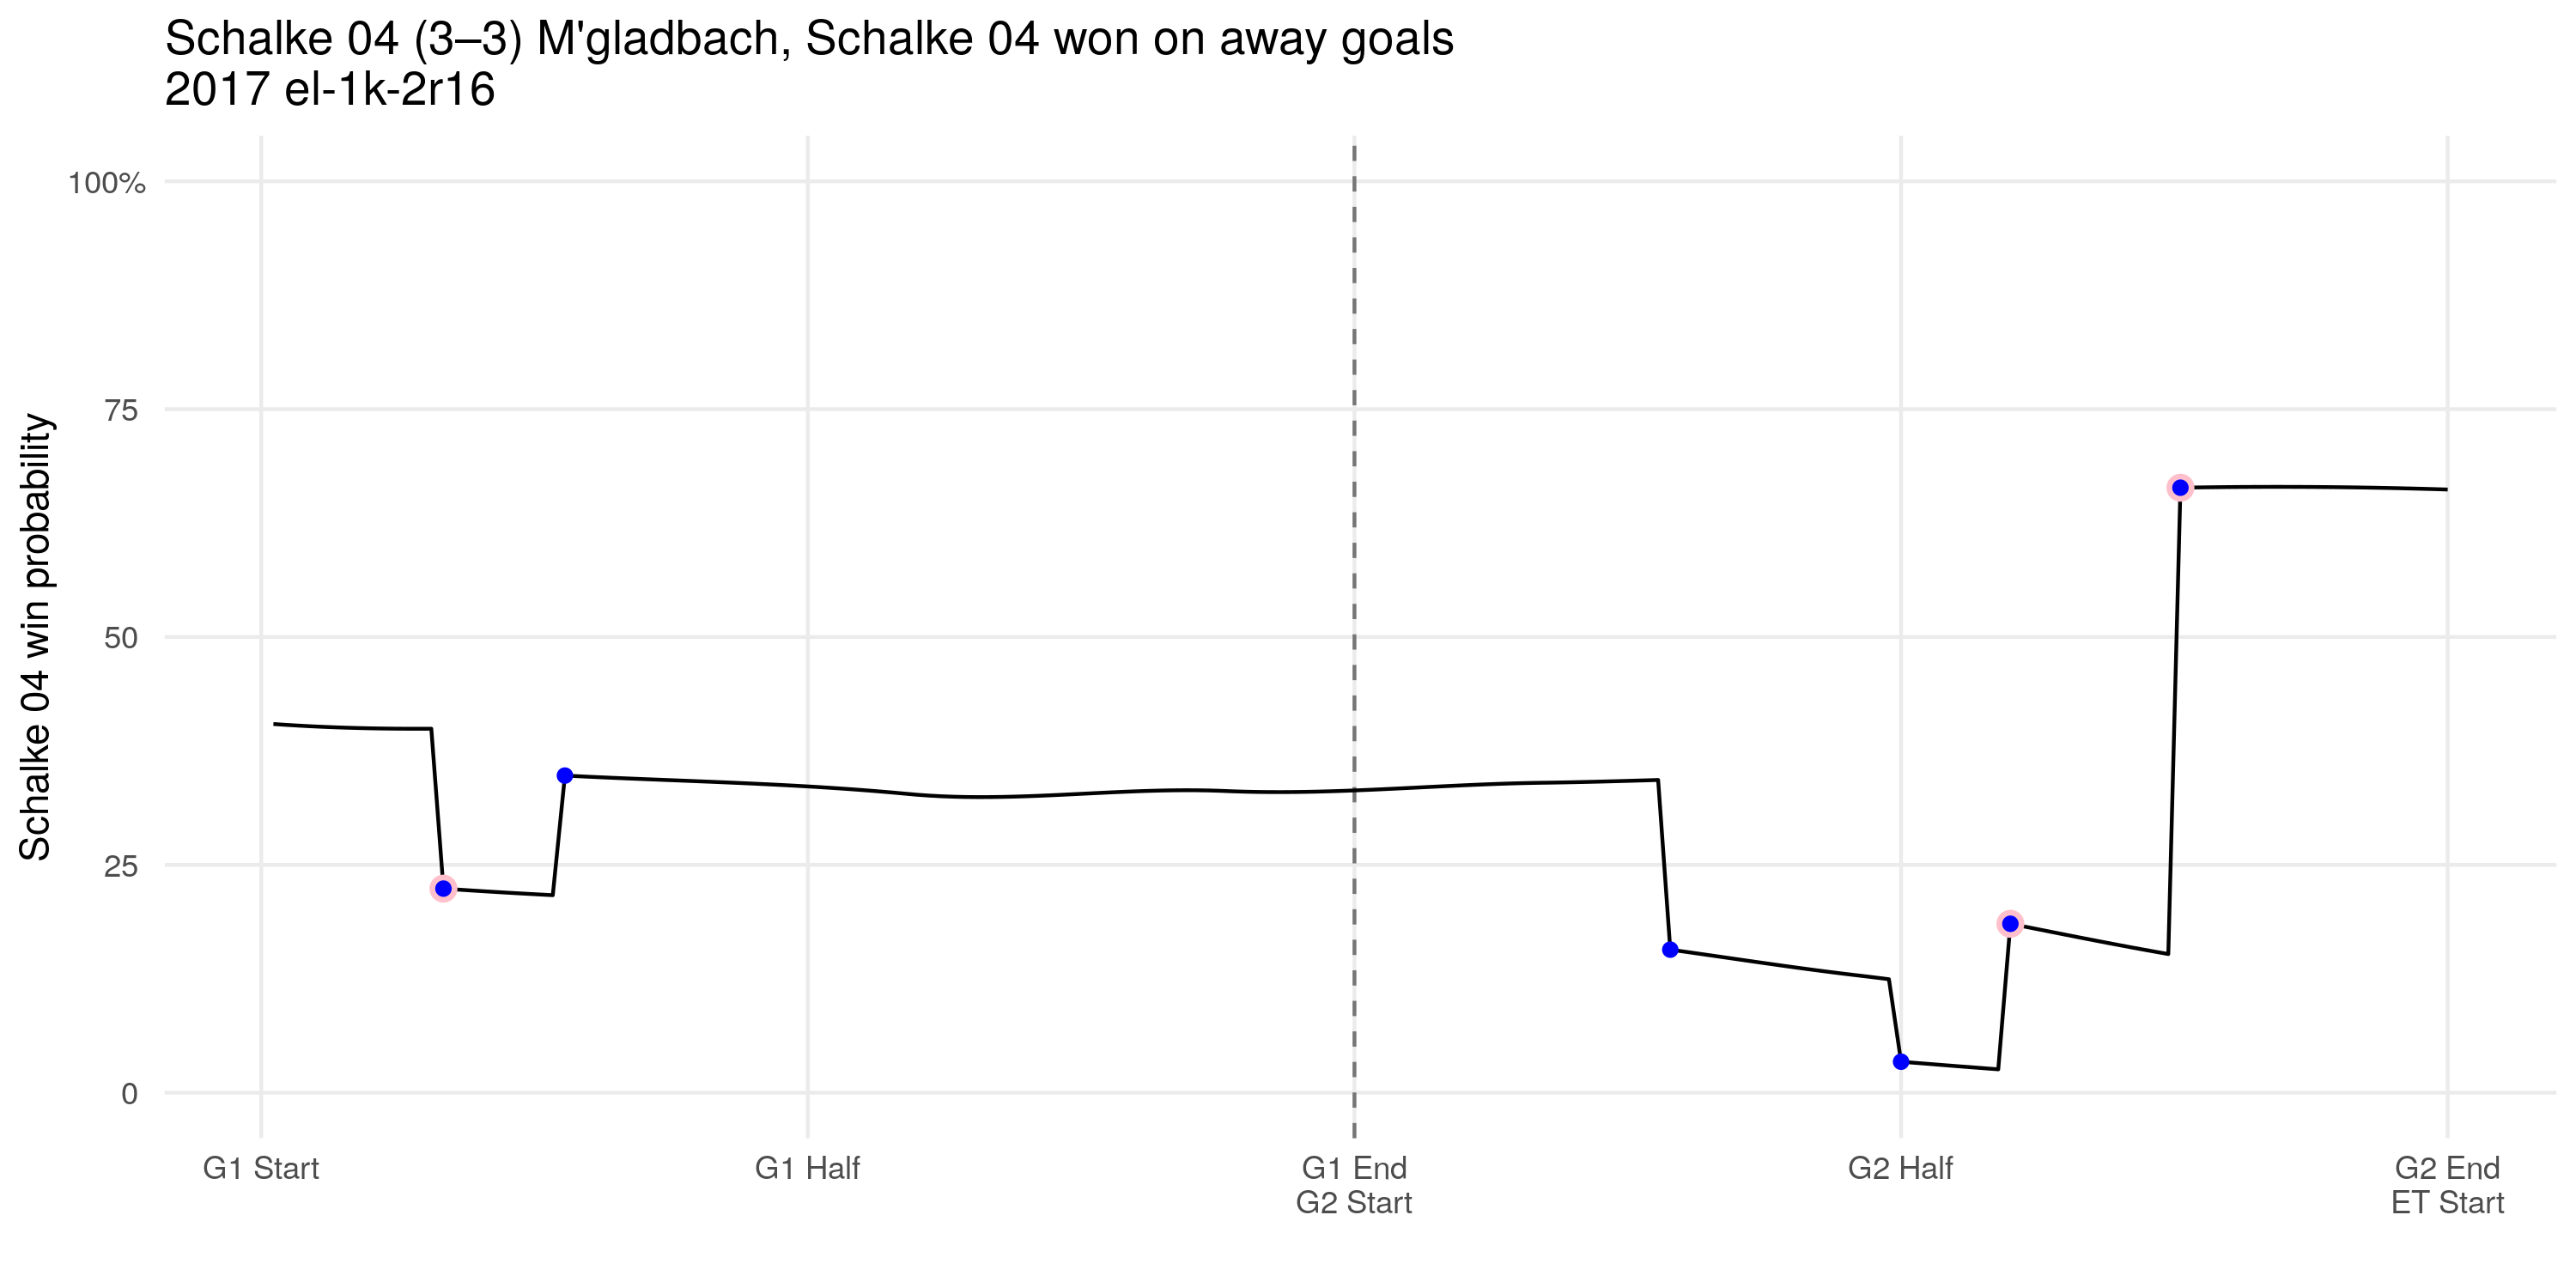 Schalke 04 (3–3) M'gladbach, Schalke 04 won on away goals
2017 el-1k-2r16
Schalke 04 win probability
100%
75
50
25
0
G1 Start
G1 Half
G1 End
G2 Start
G2 Half
G2 End
ET Start